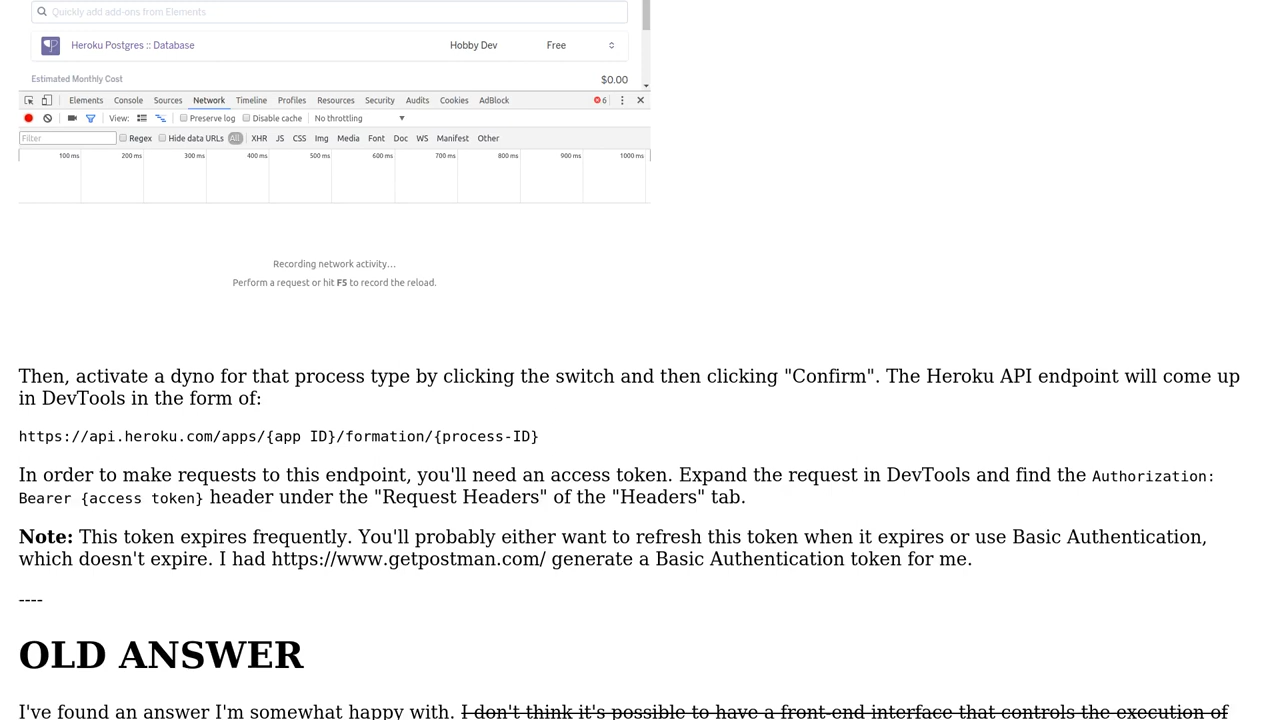 Quickly add add-ons from Elements
Heroku Postgres :: Database Hobby Dev Free
Estimated Monthly Cost $0.00
Elements Console Sources Network Timeline Profiles Resources Security Audits Cookies AdBlock 6
View: Preserve log Disable cache No throttling
Filter Regex Hide data URLs All XHR JS CSS Img Media Font Doc WS Manifest Other
100 ms 200 ms 300 ms 400 ms 500 ms 600 ms 700 ms 800 ms 900 ms 1000 ms
Recording network activity…
Perform a request or hit F5 to record the reload.
Then, activate a dyno for that process type by clicking the switch and then clicking "Confirm". The Heroku API endpoint will come up
in DevTools in the form of:
https://api.heroku.com/apps/{app ID}/formation/{process-ID}
In order to make requests to this endpoint, you'll need an access token. Expand the request in DevTools and find the Authorization:
Bearer {access token} header under the "Request Headers" of the "Headers" tab.
Note: This token expires frequently. You'll probably either want to refresh this token when it expires or use Basic Authentication,
which doesn't expire. I had https://www.getpostman.com/ generate a Basic Authentication token for me.
----
OLD ANSWER
I've found an answer I'm somewhat happy with. I don't think it's possible to have a front-end interface that controls the execution of